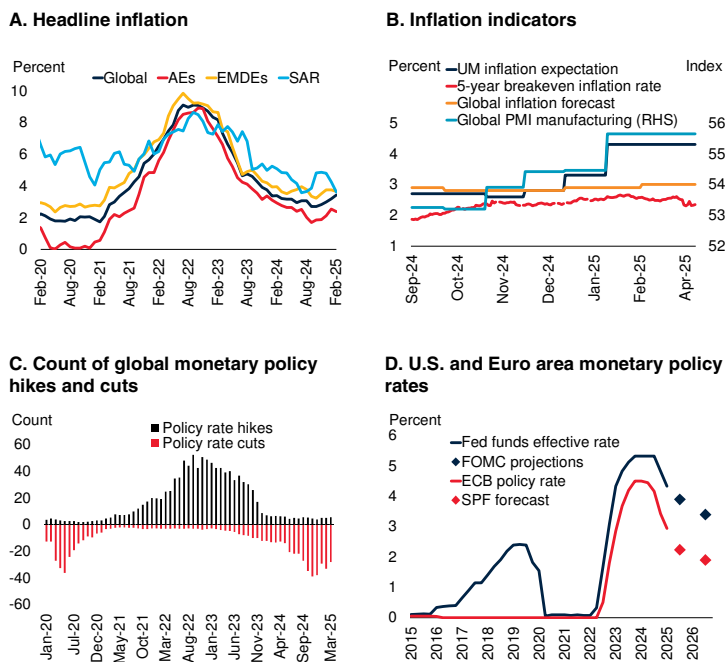 A. Headline inflation
Percent
Global AEs EMDEs SAR
10
8
6
4
2
0
Feb-20
Aug-20
Feb-21
Aug-21
Feb-22
Aug-22
Feb-23
Aug-23
Feb-24
Aug-24
Feb-25
B. Inflation indicators
Percent
Index
UM inflation expectation
5-year breakeven inflation rate
Global inflation forecast
Global PMI manufacturing (RHS)
5
4
3
2
1
56
55
54
53
52
Sep-24
Oct-24
Nov-24
Dec-24
Jan-25
Feb-25
Apr-25
C. Count of global monetary policy
hikes and cuts
Count
Policy rate hikes
Policy rate cuts
60
40
20
0
-20
-40
-60
Jan-20
Jul-20
Dec-20
May-21
Oct-21
Mar-22
Aug-22
Jan-23
Jun-23
Nov-23
Apr-24
Sep-24
Mar-25
D. U.S. and Euro area monetary policy
rates
Percent
Fed funds effective rate
FOMC projections
ECB policy rate
SPF forecast
6
5
4
3
2
1
0
2015
2016
2017
2018
2019
2020
2021
2022
2023
2024
2025
2026